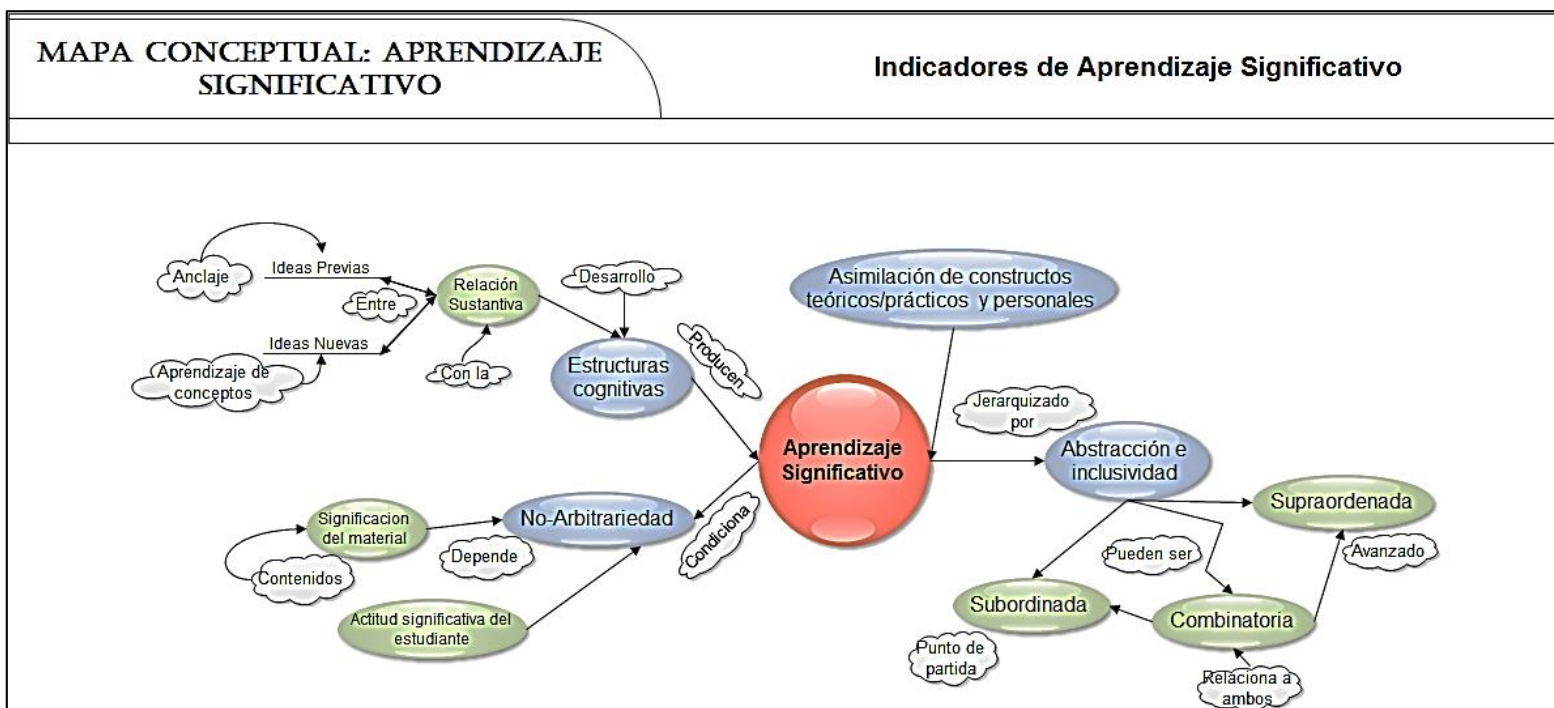 MAPA CONCEPTUAL: APRENDIZAJE
SIGNIFICATIVO
Indicadores de Aprendizaje Significativo
Anclaje
Ideas Previas
Entre
Ideas Nuevas
Aprendizaje de
conceptos
Relación
Sustantiva
Con la
Desarrollo
Estructuras
cognitivas
Producen
Asimilación de constructos
teóricos/prácticos y personales
Aprendizaje
Significativo
Jerarquizado
por
Abstracción e
inclusividad
Supraordenada
Avanzado
Pueden ser
Subordinada
Punto de
partida
Combinatoria
Relaciona a
ambos
Condiciona
No-Arbitrariedad
Depende
Significacion
del material
Contenidos
Actitud significativa del
estudiante